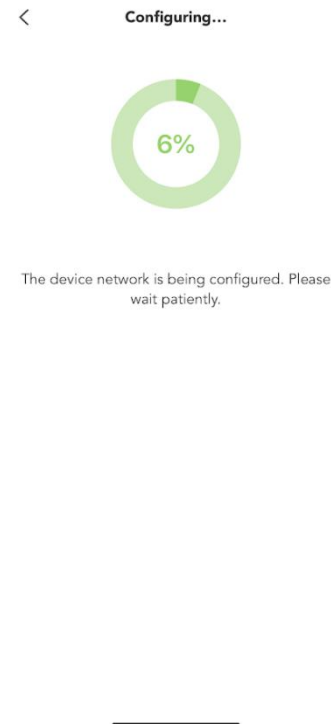 Configuring...
6%
The device network is being configured. Please
wait patiently.